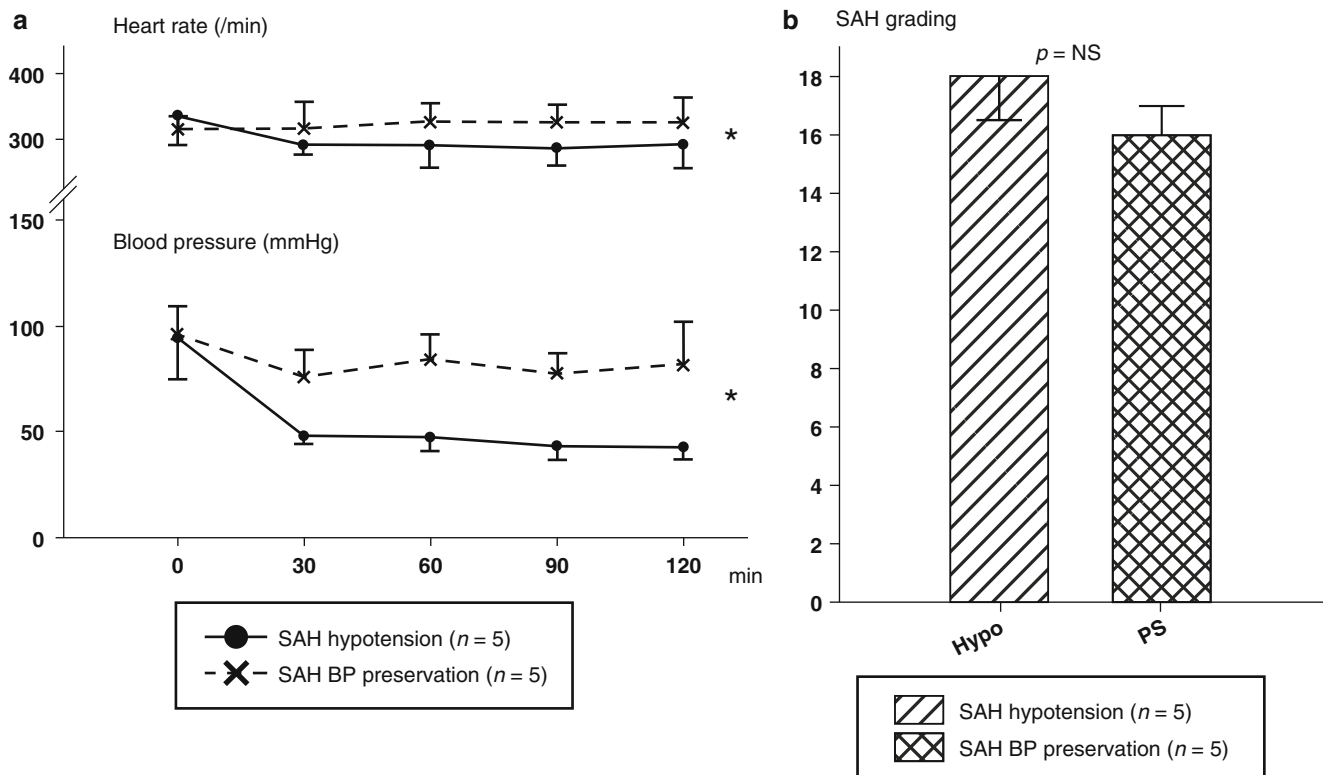 a
Heart rate (/min)
400
300
*
150
Blood pressure (mmHg)
100
50
*
0
0 30 60 90 120 min
SAH hypotension (n = 5)
SAH BP preservation (n = 5)
b SAH grading
p = NS
18
16
14
12
10
8
6
4
2
0
Hypo PS
SAH hypotension (n = 5)
SAH BP preservation (n = 5)